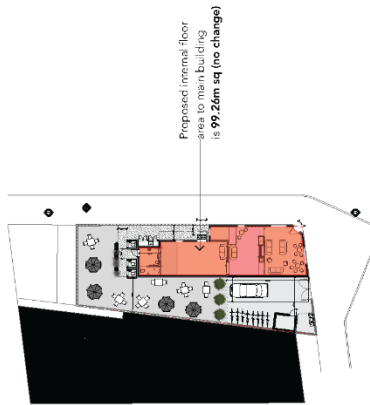 Proposed internal floor
area to main building
is 99.26m sq (no change)